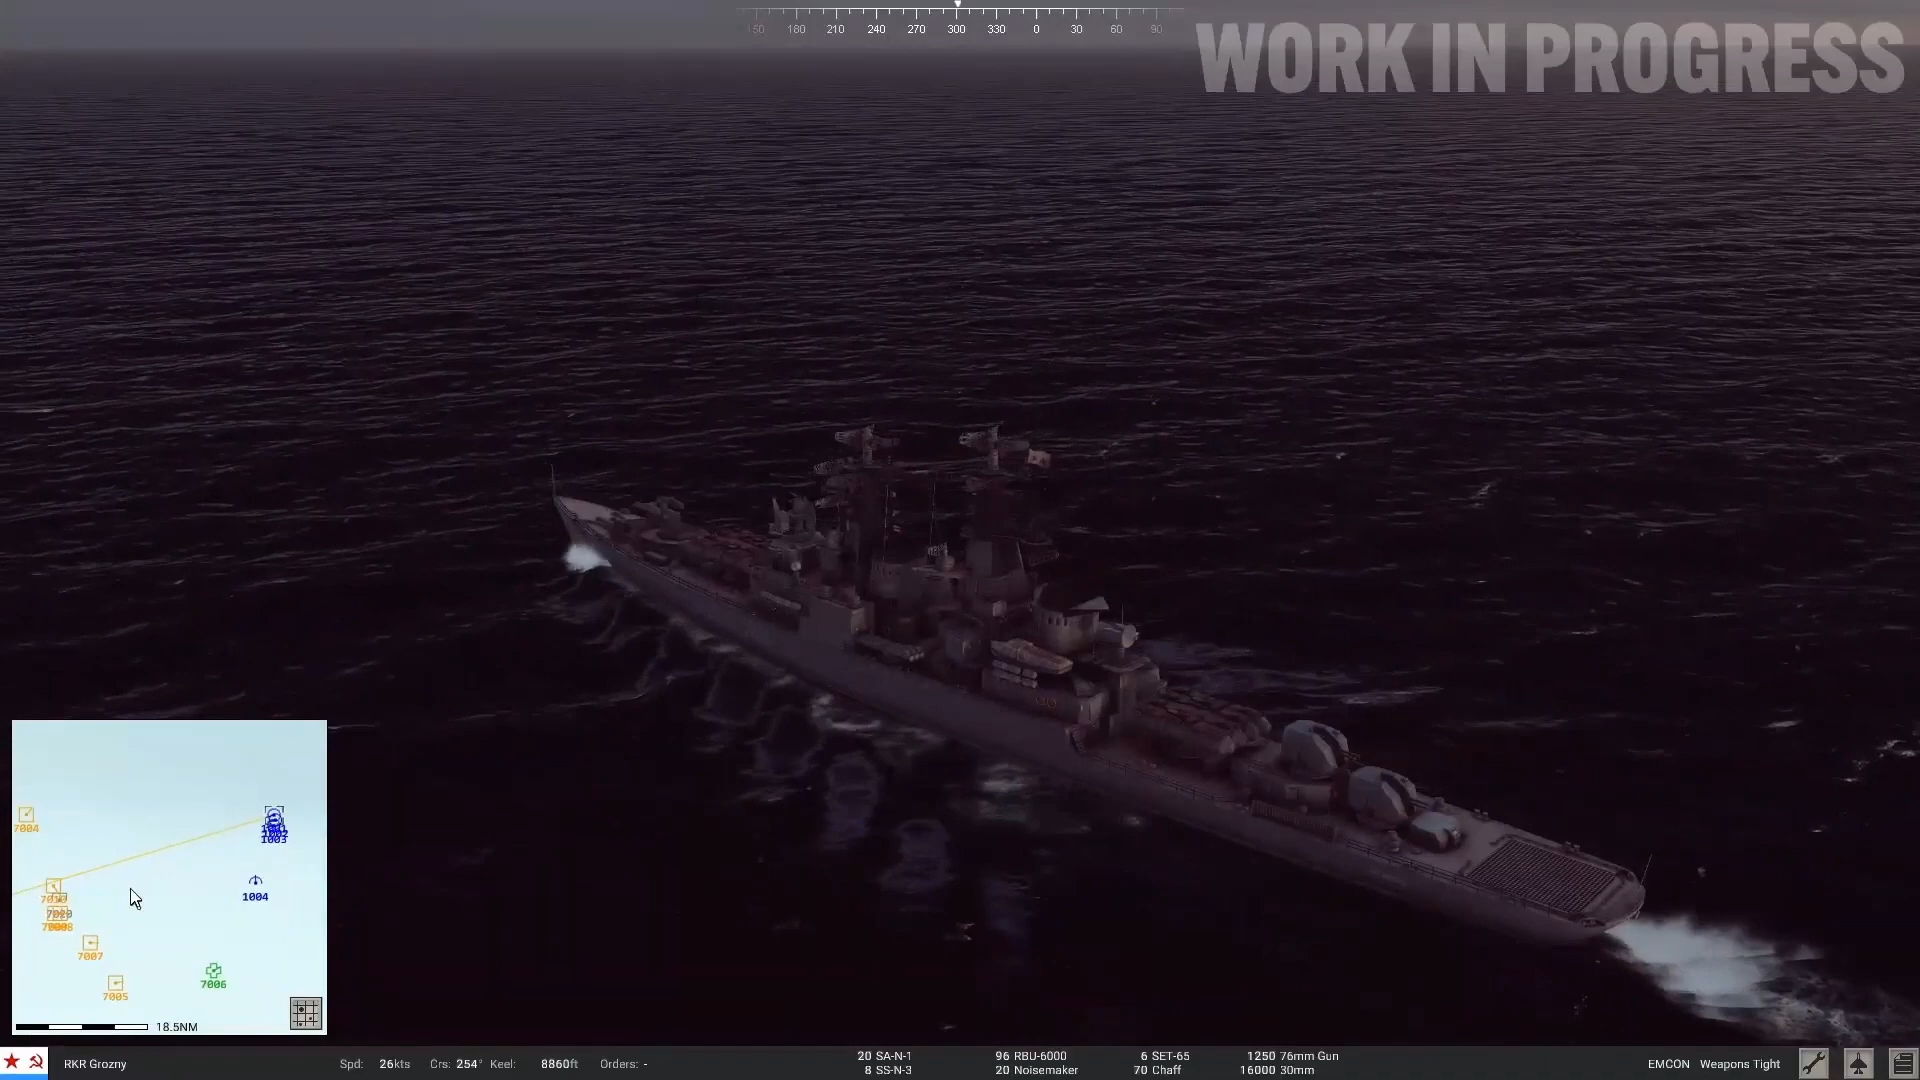 180 210 240 270 300 330 0 30 60 90
WORK IN PROGRESS
7004
1003
1004
7007
7006
7005
18.5NM
RKR Grozny Spd: 26kts Crs: 254° Keel: 8860ft Orders: -
20 SA-N-1 96 RBU-6000 6 SET-65 1250 76mm Gun
8 SS-N-3 20 Noisemaker 70 Chaff 16000 30mm
EMCON Weapons Tight